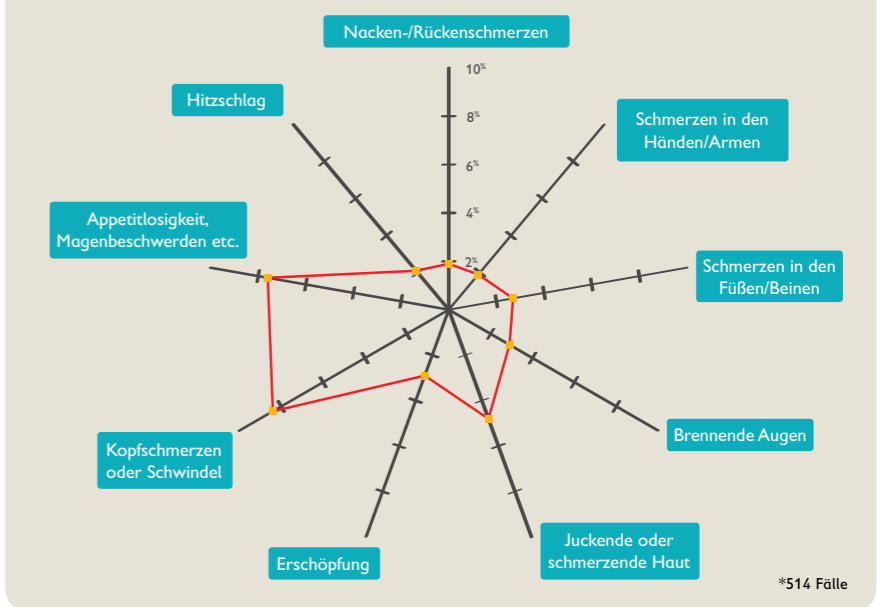 Nacken-/Rückenschmerzen
10%
Hitzschlag
8%
Schmerzen in den
Händen/Armen
6%
Appetitlosigkeit,
Magenbeschwerden etc.
4%
2%
Schmerzen in den
Füßen/Beinen
Brennende Augen
Kopfschmerzen
oder Schwindel
Juckende oder
schmerzende Haut
Erschöpfung
*514 Fälle